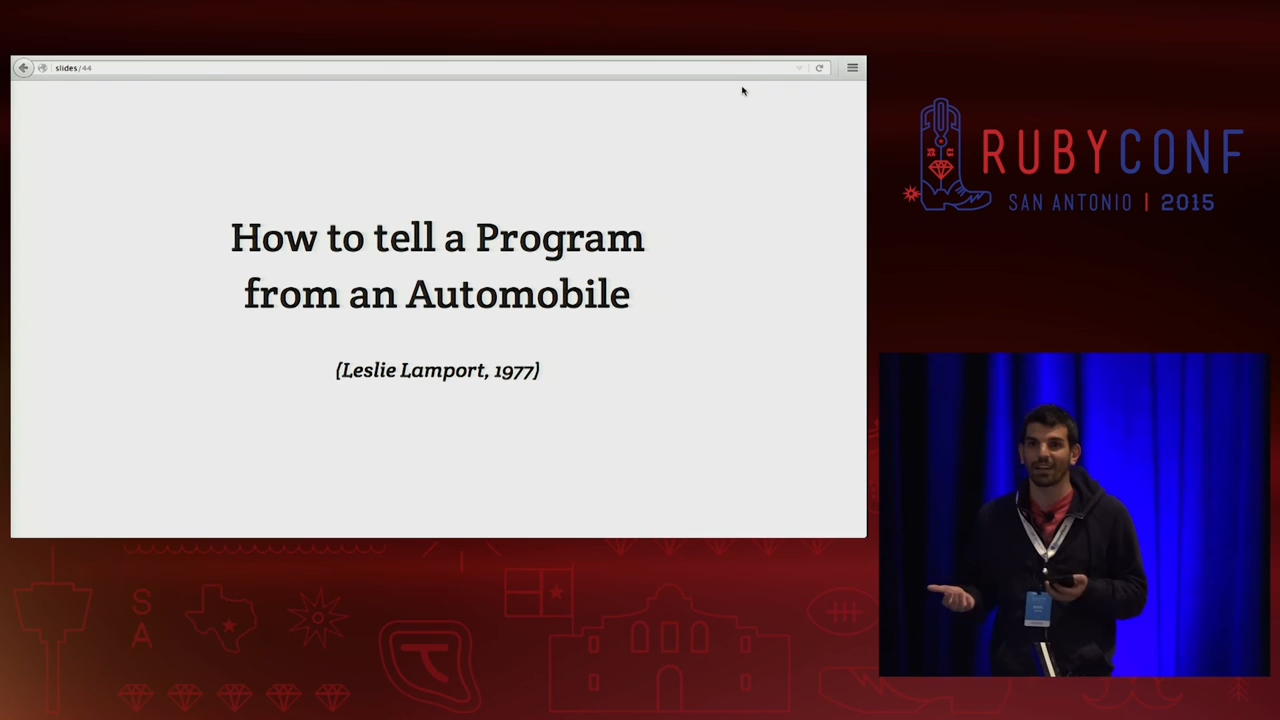 slides/44
How to tell a Program
from an Automobile
(Leslie Lamport, 1977)
RUBYCONF
SAN ANTONIO | 2015
S
A